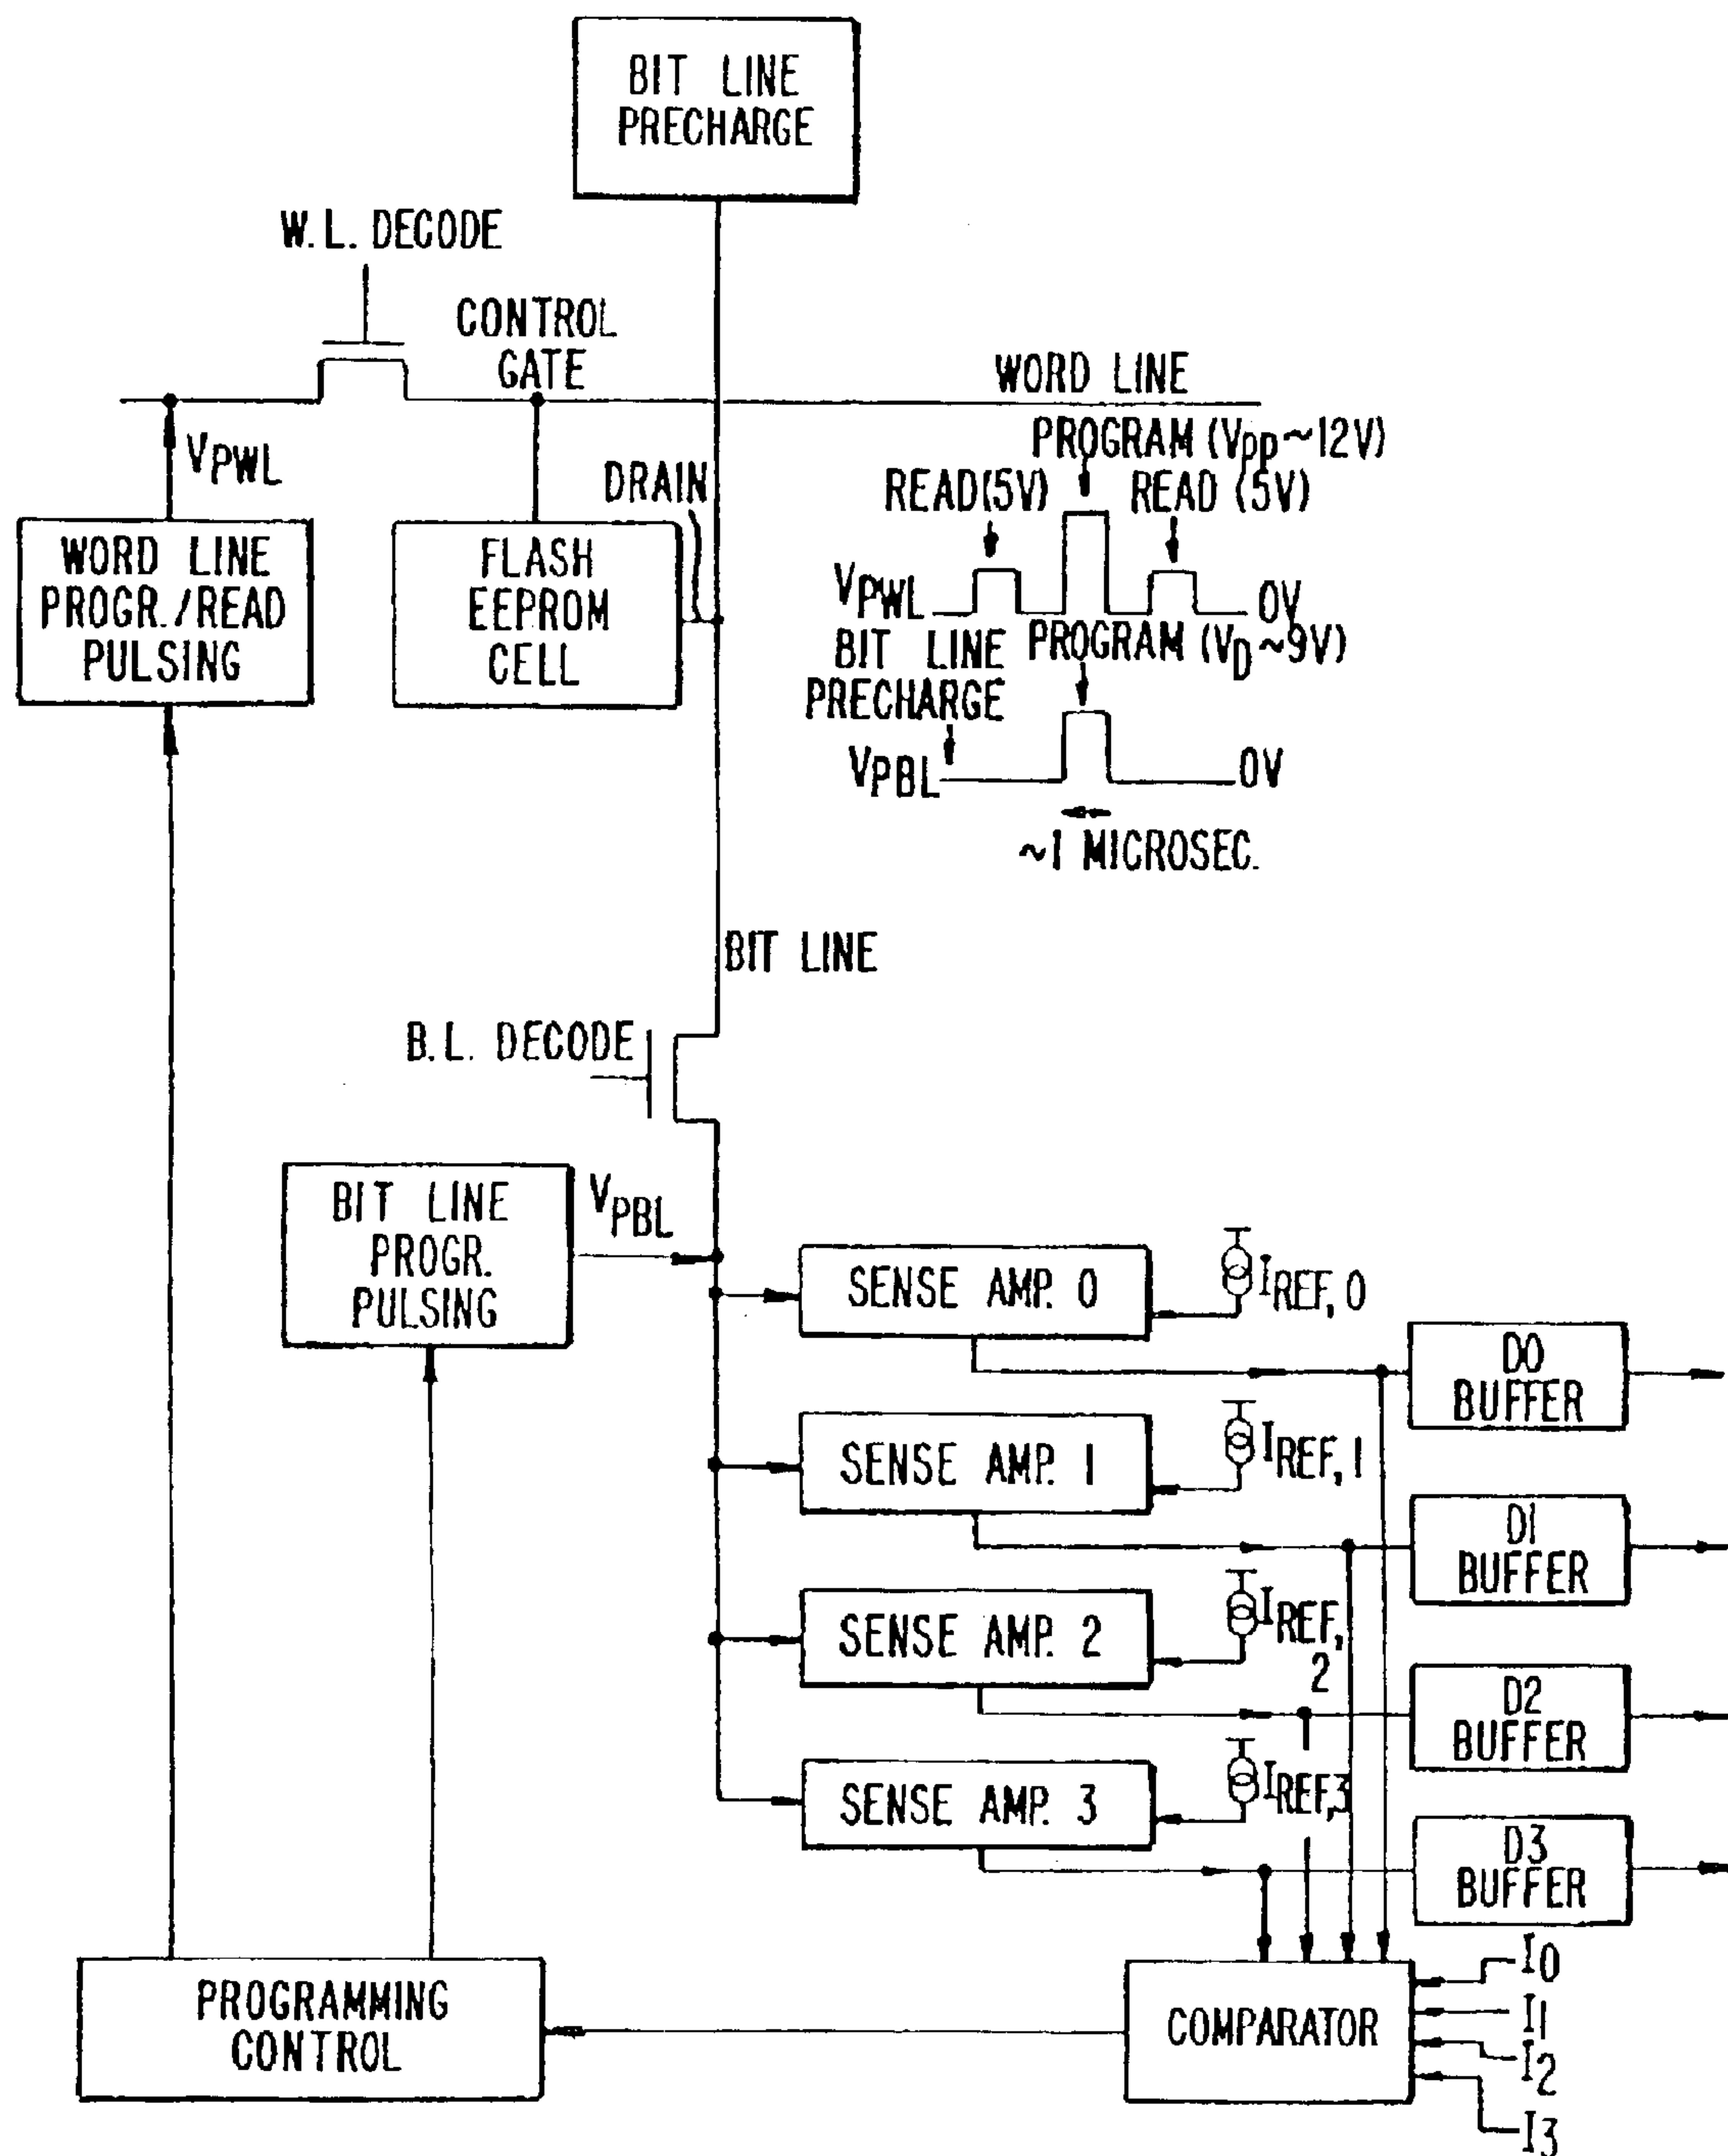 BIT LINE
PRECHARGE
W.L. DECODE
CONTROL
GATE
WORD LINE
VPWL
DRAIN
PROGRAM (VPP~12V)
READ(5V)
READ (5V)
WORD LINE
PROGR./READ
PULSING
FLASH
EEPROM
CELL
VPWL
0V
BIT LINE
PRECHARGE
PROGRAM (VD~9V)
VPBL
0V
~1 MICROSEC.
BIT LINE
B.L. DECODE
BIT LINE
PROGR.
PULSING
VPBL
SENSE AMP. 0
IREF,0
D0
BUFFER
SENSE AMP. 1
IREF,1
D1
BUFFER
SENSE AMP. 2
IREF,
2
D2
BUFFER
SENSE AMP. 3
IREF,3
D3
BUFFER
PROGRAMMING
CONTROL
COMPARATOR
I0
I1
I2
I3